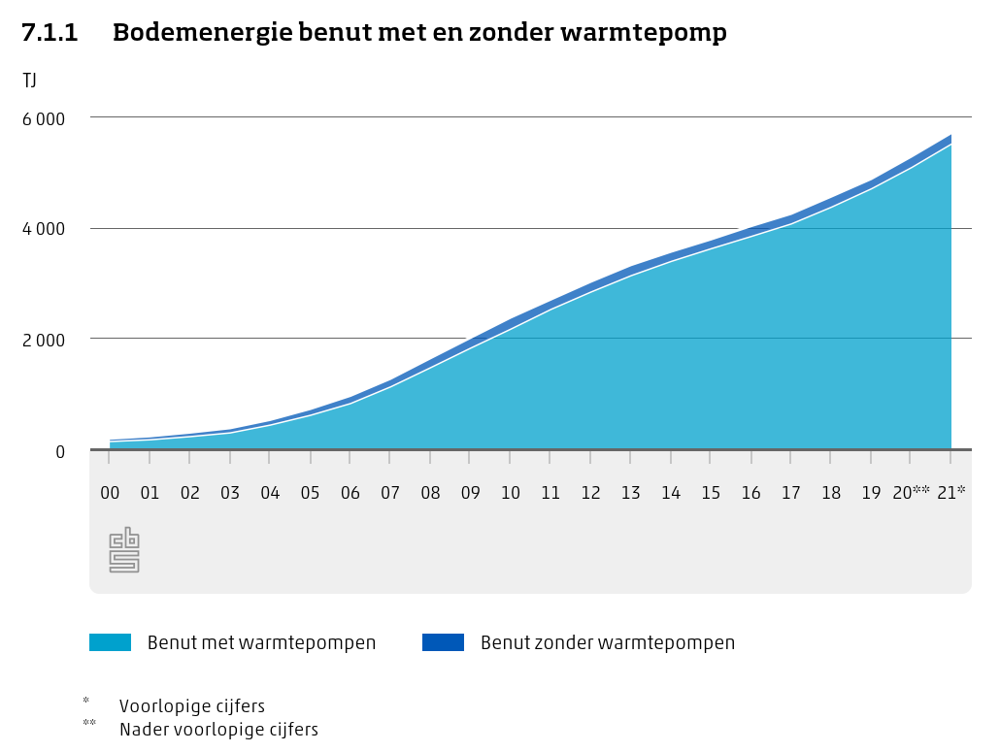 7.1.1 Bodemenergie benut met en zonder warmtepomp
TJ
6 000
4 000
2 000
0
00 01 02 03 04 05 06 07 08 09 10 11 12 13 14 15 16 17 18 19 20** 21*
cbs
Benut met warmtepompen Benut zonder warmtepompen
* Voorlopige cijfers
** Nader voorlopige cijfers